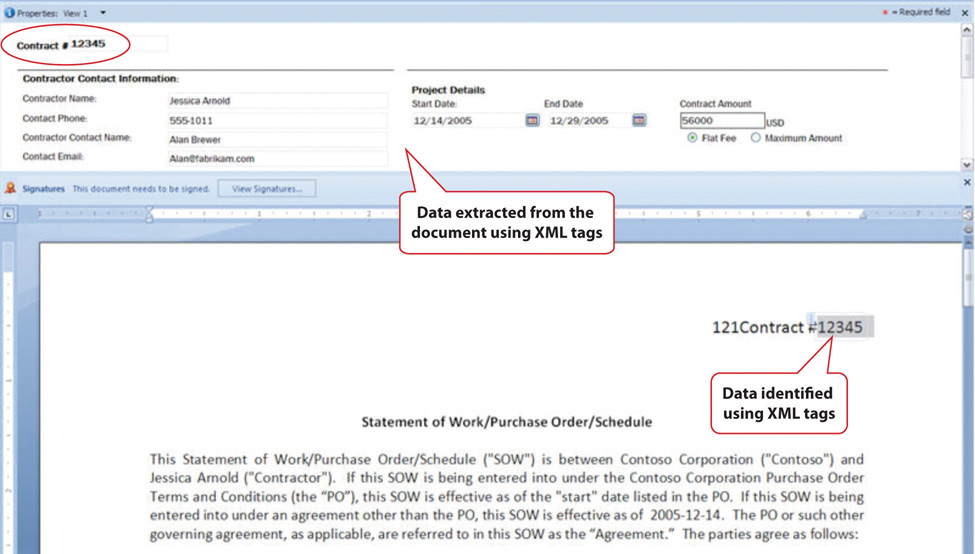 Properties: View 1
* = Required field
Contract # 12345
Contractor Contact Information:
Contractor Name: Jessica Arnold
Contact Phone: 555-1011
Contractor Contact Name: Alan Brewer
Contact Email: Alan@fabrikam.com
Project Details
Start Date: End Date Contract Amount
12/14/2005 12/29/2005 56000 USD
Flat Fee Maximum Amount
Signatures This document needs to be signed. View Signatures...
Data extracted from the
document using XML tags
121Contract #12345
Data identified
using XML tags
Statement of Work/Purchase Order/Schedule
This Statement of Work/Purchase Order/Schedule ("SOW") is between Contoso Corporation ("Contoso") and
Jessica Arnold ("Contractor"). If this SOW is being entered into under the Contoso Corporation Purchase Order
Terms and Conditions (the “PO”), this SOW is effective as of the "start" date listed in the PO. If this SOW is being
entered into under an agreement other than the PO, this SOW is effective as of 2005-12-14. The PO or such other
governing agreement, as applicable, are referred to in this SOW as the “Agreement.” The parties agree as follows: